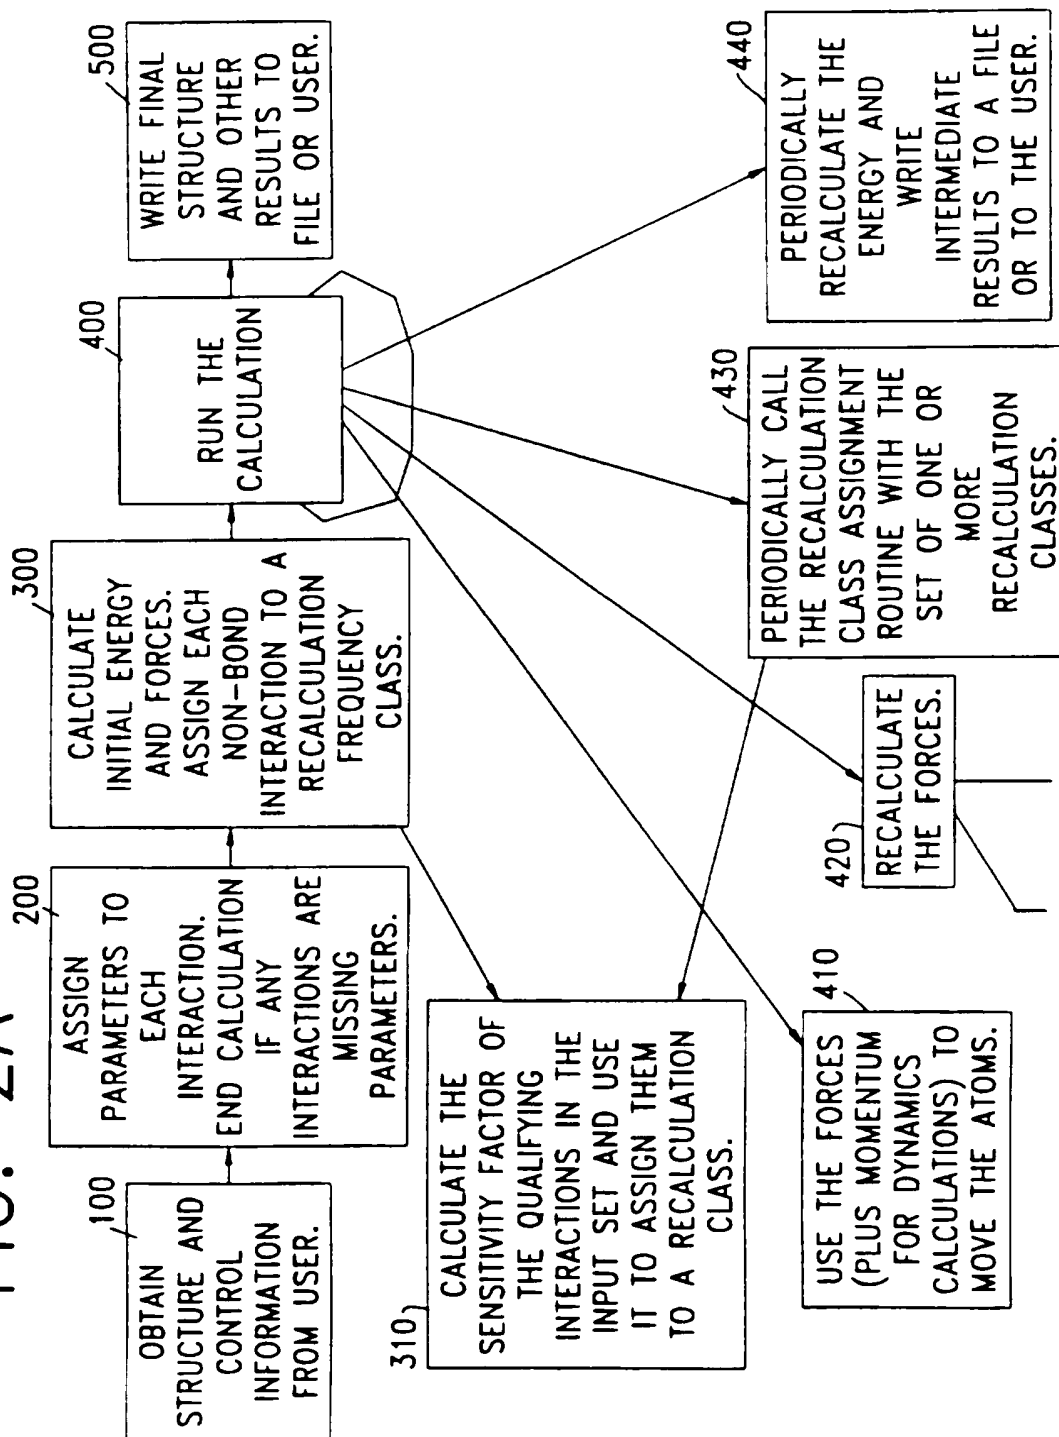 FIG. 2A
100
OBTAIN
STRUCTURE AND
CONTROL
INFORMATION
FROM USER.
200
ASSIGN
PARAMETERS TO
EACH
INTERACTION.
END CALCULATION
IF ANY
INTERACTIONS ARE
MISSING
PARAMETERS.
300
CALCULATE
INITIAL ENERGY
AND FORCES.
ASSIGN EACH
NON-BOND
INTERACTION TO A
RECALCULATION
FREQUENCY
CLASS.
400
RUN THE
CALCULATION
500
WRITE FINAL
STRUCTURE
AND OTHER
RESULTS TO
FILE OR USER.
310
CALCULATE THE
SENSITIVITY FACTOR OF
THE QUALIFYING
INTERACTIONS IN THE
INPUT SET AND USE
IT TO ASSIGN THEM
TO A RECALCULATION
CLASS.
410
USE THE FORCES
(PLUS MOMENTUM
FOR DYNAMICS
CALCULATIONS) TO
MOVE THE ATOMS.
420
RECALCULATE
THE FORCES.
430
PERIODICALLY CALL
THE RECALCULATION
CLASS ASSIGNMENT
ROUTINE WITH THE
SET OF ONE OR
MORE
RECALCULATION
CLASSES.
440
PERIODICALLY
RECALCULATE THE
ENERGY AND
WRITE
INTERMEDIATE
RESULTS TO A FILE
OR TO THE USER.